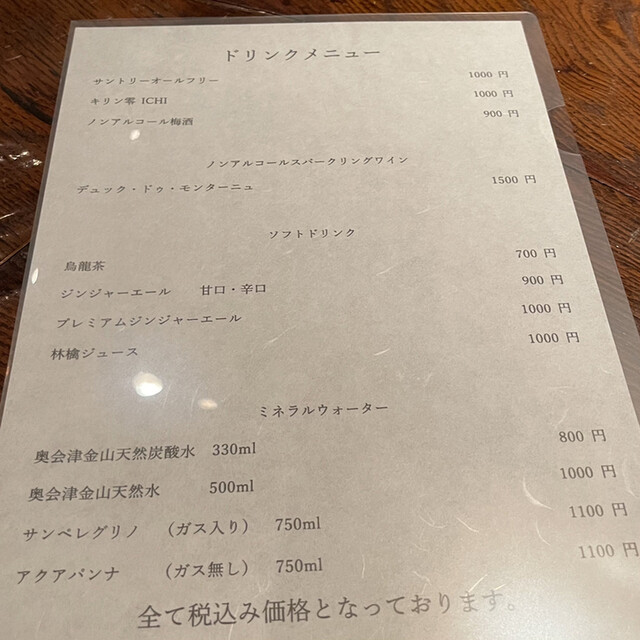 ドリンクメニュー
サントリーオールフリー 1000 円
キリン零 ICHI 1000 円
ノンアルコール梅酒 900 円
ノンアルコールスパークリングワイン
デュック・ドゥ・モンターニュ 1500 円
ソフトドリンク
烏龍茶 700 円
ジンジャーエール 甘口・辛口 900 円
プレミアムジンジャーエール 1000 円
林檎ジュース 1000 円
ミネラルウォーター
奥会津金山天然炭酸水 330ml 800 円
奥会津金山天然水 500ml 1000 円
サンペレグリノ （ガス入り） 750ml 1100 円
アクアパンナ （ガス無し） 750ml 1100 円
全て税込み価格となっております。